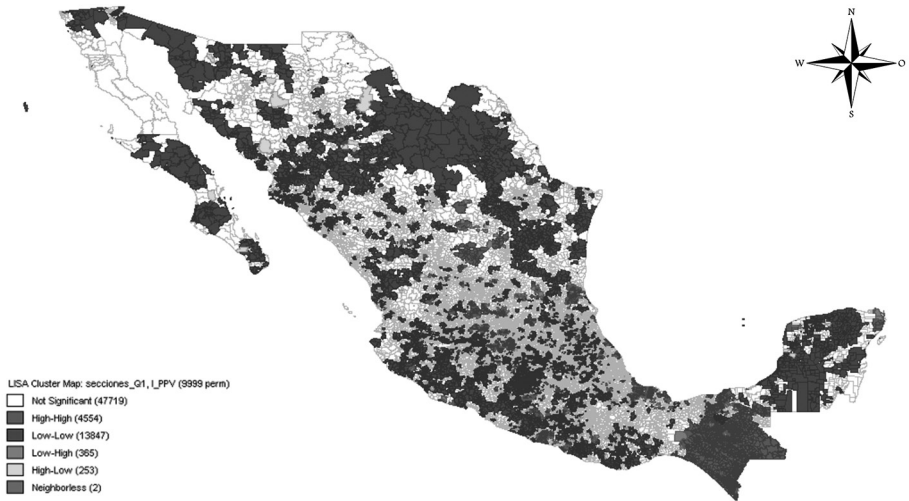 N
W
O
S
LISA Cluster Map: secciones_Q1, I_PPV (9999 perm)
Not Significant (47719)
High-High (4554)
Low-Low (13847)
Low-High (365)
High-Low (253)
Neighborless (2)